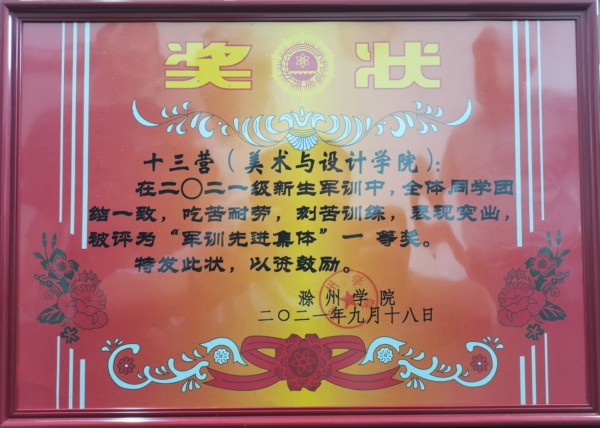 奖状
十三营（美术与设计学院）：
在二〇二一级新生军训中，全体同学团
结一致，吃苦耐劳，刻苦训练，表现突出，
被评为“军训先进集体”一等奖。
特发此状，以资鼓励。
滁州学院
二〇二一年九月十八日